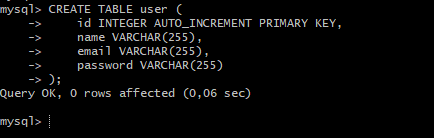 mysql> CREATE TABLE user (
    ->     id INTEGER AUTO_INCREMENT PRIMARY KEY,
    ->     name VARCHAR(255),
    ->     email VARCHAR(255),
    ->     password VARCHAR(255)
    -> );
Query OK, 0 rows affected (0,06 sec)
mysql>